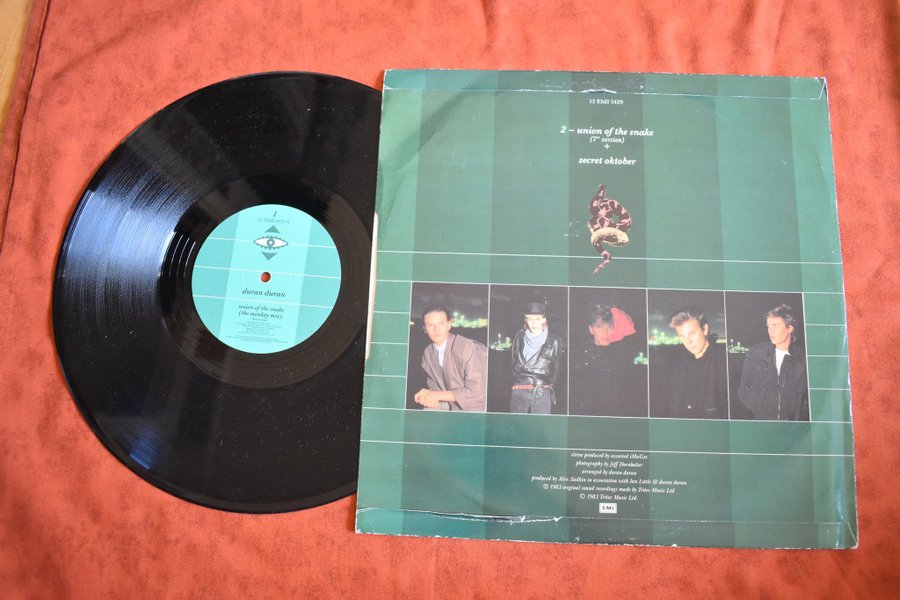 1
12 EMI 3429 A
duran duran
union of the snake
(the monkey mix)
12 EMI 3429
2 – union of the snake
(7" version)
+
secret oktober
sleeve produced by assorted iMaGes
photography by Jeff Hornbaker
arranged by duran duran
produced by Alex Sadkin in association with Ian Little & duran duran
℗ 1983 original sound recordings made by Tritec Music Ltd
© 1983 Tritec Music Ltd.
EMI